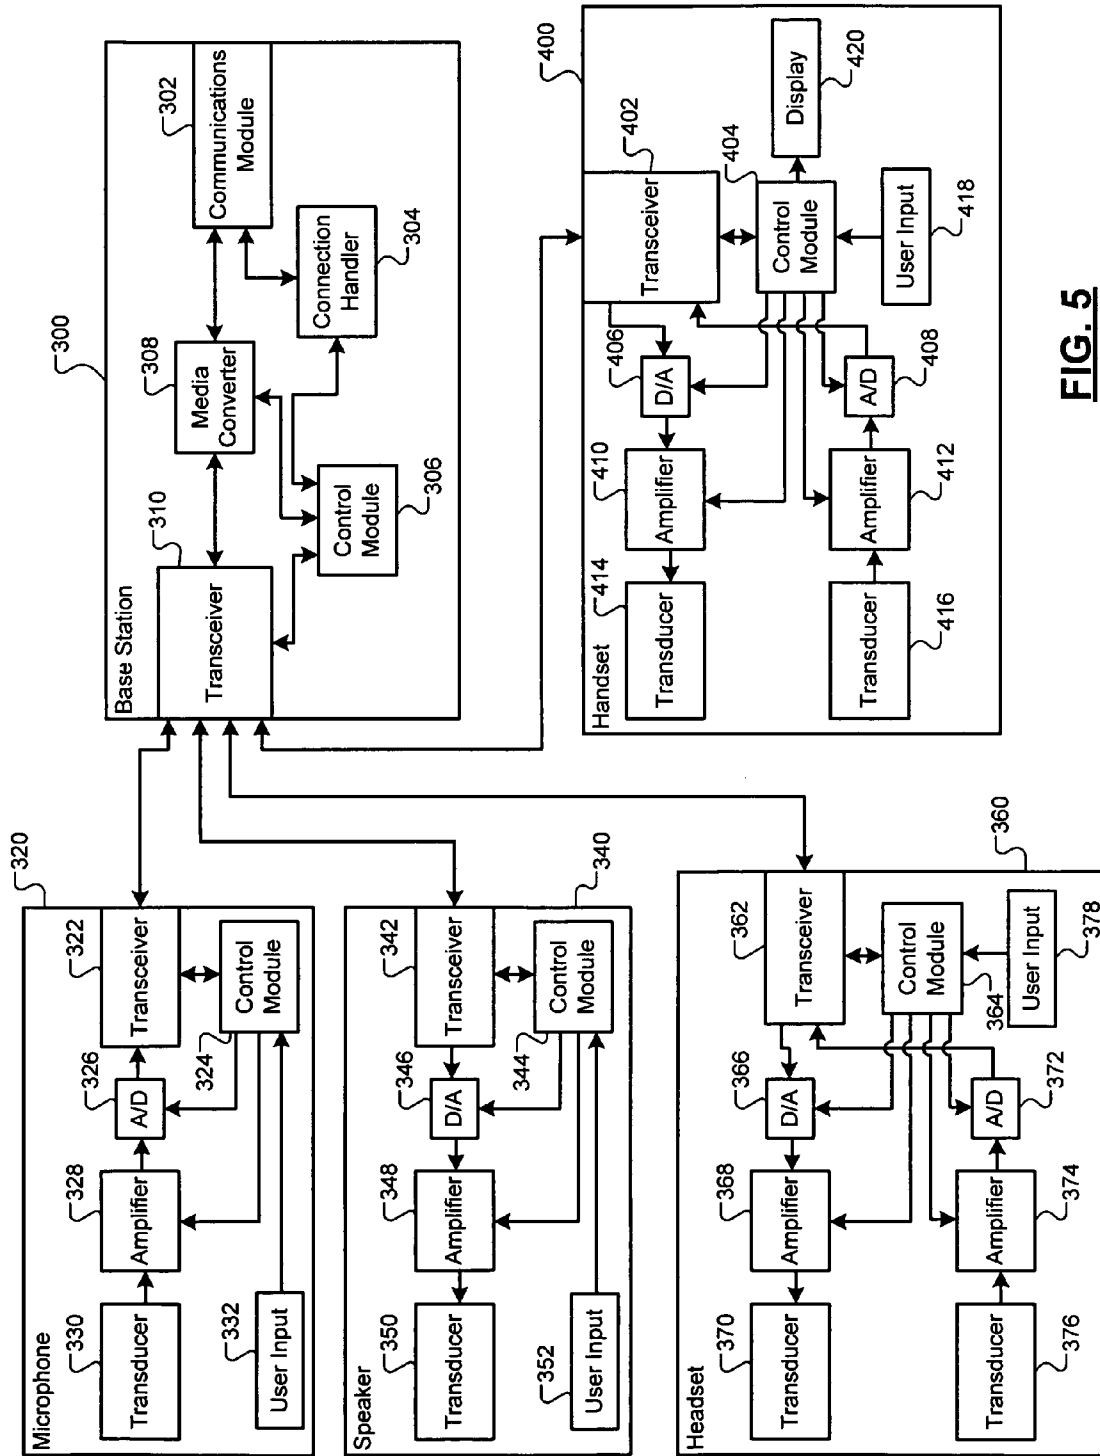 Microphone
320
Transducer
330
Amplifier
328
A/D
326
Transceiver
322
324
Control
Module
332
User Input
Speaker
340
Transducer
350
Amplifier
348
D/A
346
Transceiver
342
344
Control
Module
352
User Input
Headset
360
Transducer
370
Amplifier
368
D/A
366
Transceiver
362
Control
Module
364
User Input
378
Transducer
376
Amplifier
374
A/D
372
Base Station
300
Transceiver
310
Media
Converter
308
Communications
Module
302
Control
Module
306
Connection
Handler
304
Handset
400
Transducer
414
Amplifier
410
D/A
406
Transceiver
402
Control
Module
404
Display
420
User Input
418
Transducer
416
Amplifier
412
A/D
408
FIG. 5